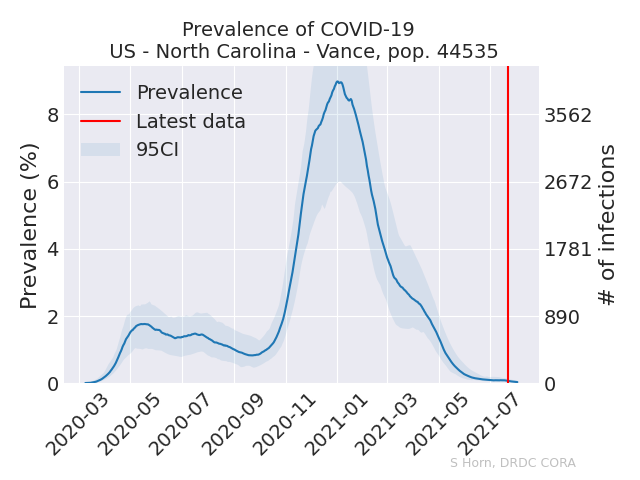 Prevalence of COVID-19
US - North Carolina - Vance, pop. 44535
Prevalence
Latest data
95CI
Prevalence (%)
8
6
4
2
0
3562
2672
1781
890
0
# of infections
2020-03
2020-05
2020-07
2020-09
2020-11
2021-01
2021-03
2021-05
2021-07
S Horn, DRDC CORA